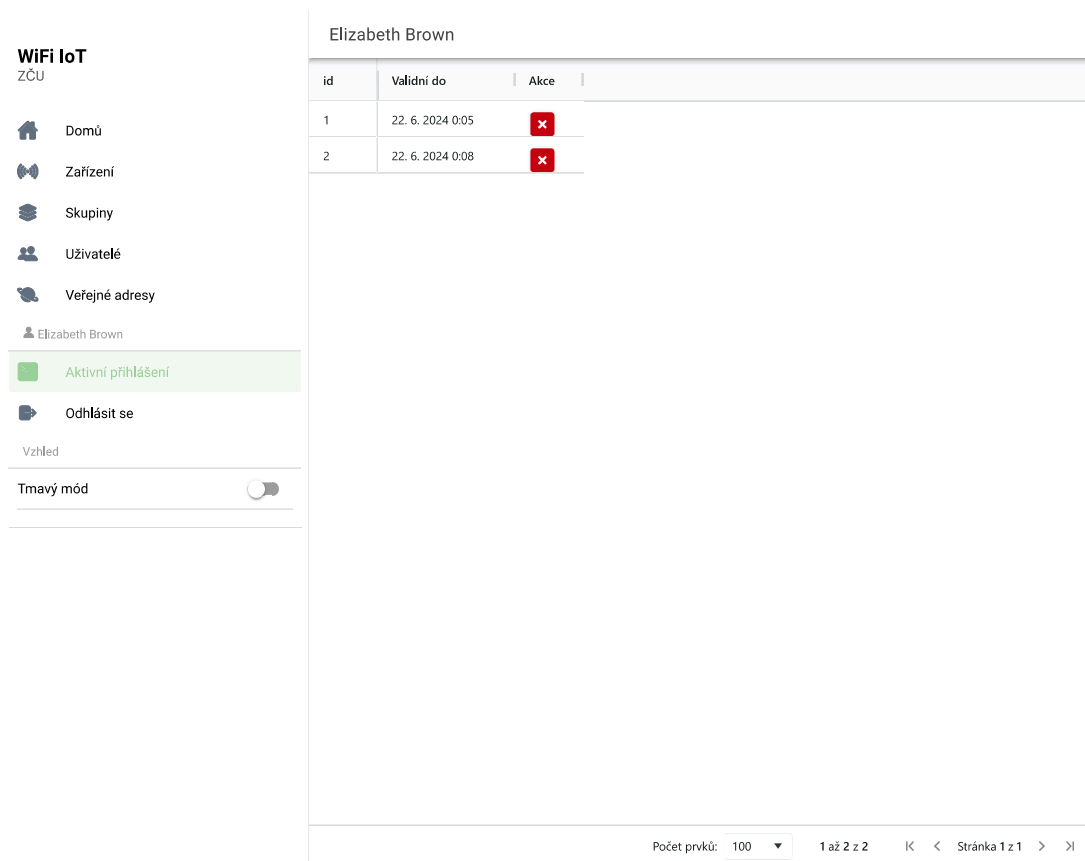 WiFi IoT
ZČU
Domů
Zařízení
Skupiny
Uživatelé
Veřejné adresy
Elizabeth Brown
Aktivní přihlášení
Odhlásit se
Vzhled
Tmavý mód
Elizabeth Brown
id Validní do Akce
1 22. 6. 2024 0:05
2 22. 6. 2024 0:08
Počet prvků: 100 1 až 2 z 2 Stránka 1 z 1